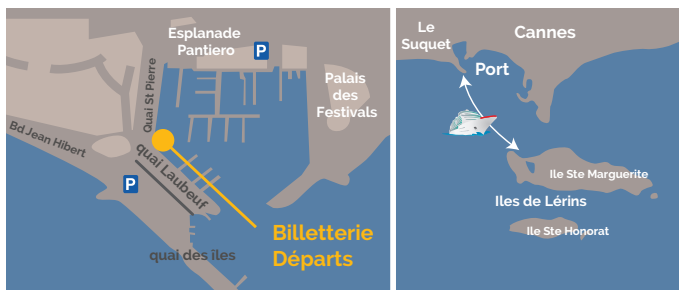 Esplanade
Pantiero
P
Palais
des
Festivals
Quai St Pierre
Bd Jean Hibert
quai Laubeuf
P
Billetterie
Départs
quai des îles
Le
Suquet
Cannes
Port
Ile Ste Marguerite
Iles de Lérins
Ile Ste Honorat